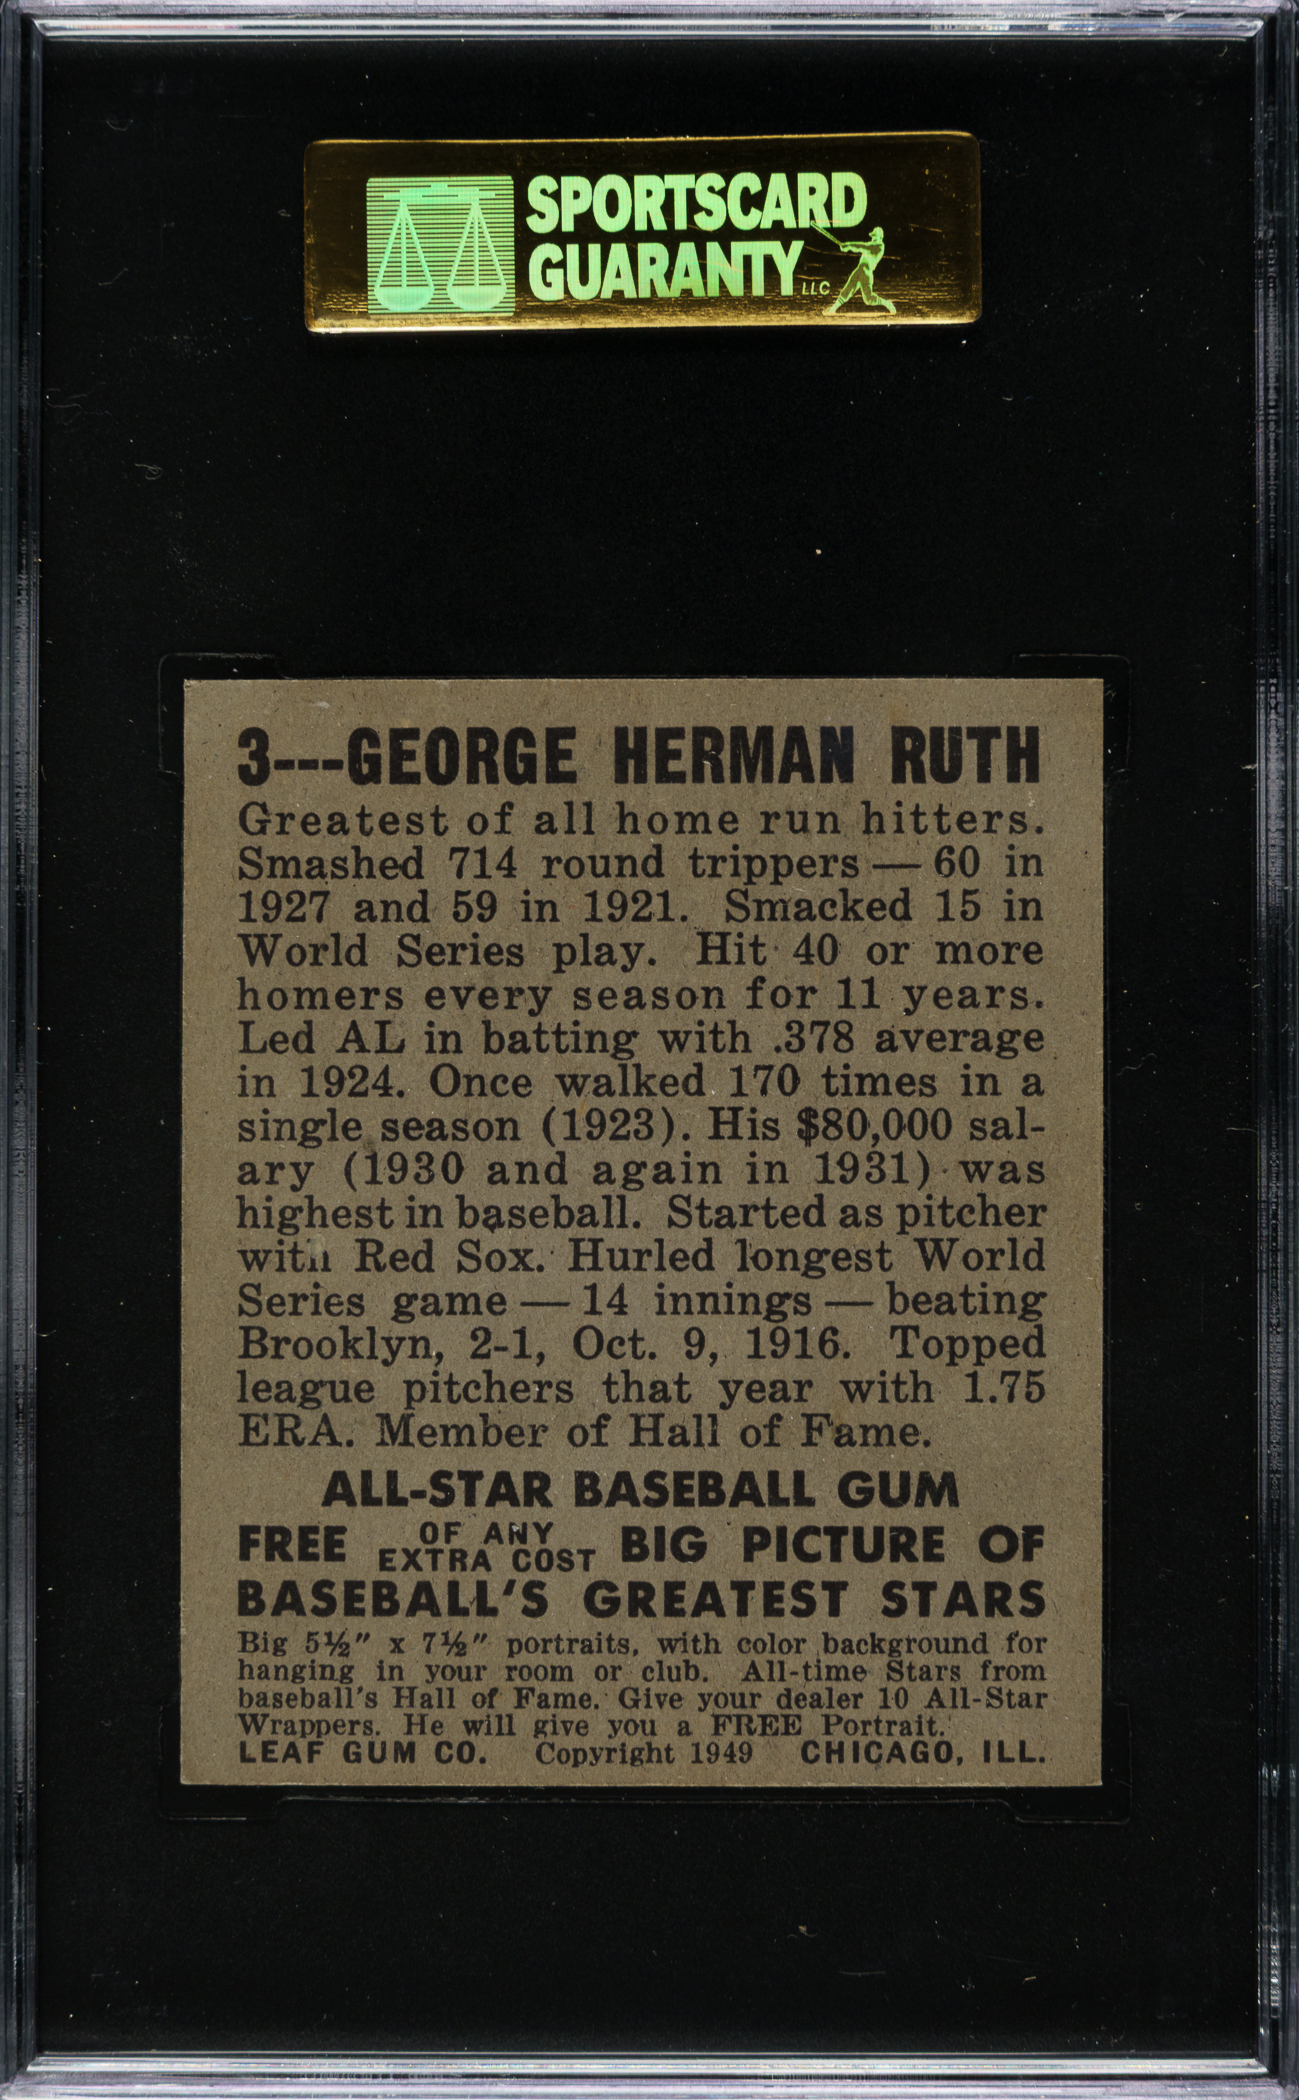 SPORTSCARD
GUARANTY LLC
3---GEORGE HERMAN RUTH
Greatest of all home run hitters.
Smashed 714 round trippers — 60 in
1927 and 59 in 1921. Smacked 15 in
World Series play. Hit 40 or more
homers every season for 11 years.
Led AL in batting with .378 average
in 1924. Once walked 170 times in a
single season (1923). His $80,000 sal-
ary (1930 and again in 1931) was
highest in baseball. Started as pitcher
with Red Sox. Hurled longest World
Series game — 14 innings — beating
Brooklyn, 2-1, Oct. 9, 1916. Topped
league pitchers that year with 1.75
ERA. Member of Hall of Fame.
ALL-STAR BASEBALL GUM
FREE OF ANY EXTRA COST BIG PICTURE OF
BASEBALL'S GREATEST STARS
Big 5½" x 7½" portraits, with color background for
hanging in your room or club. All-time Stars from
baseball's Hall of Fame. Give your dealer 10 All-Star
Wrappers. He will give you a FREE Portrait.
LEAF GUM CO. Copyright 1949 CHICAGO, ILL.